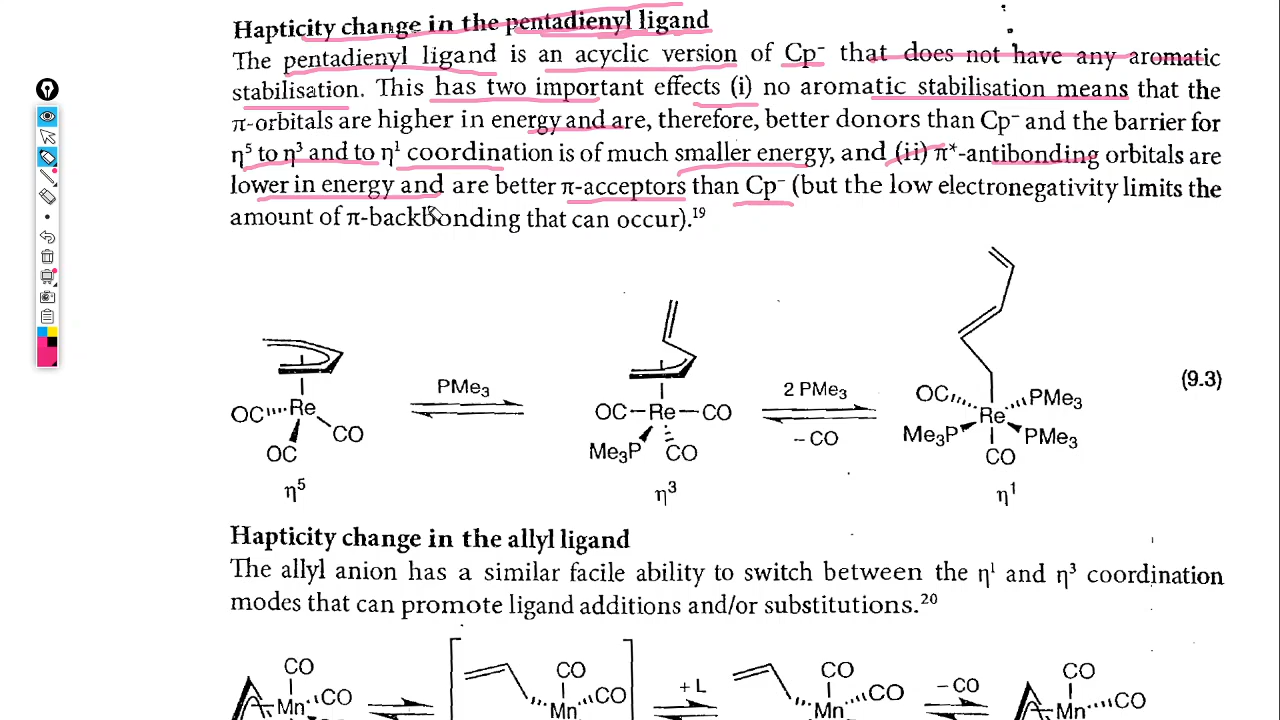 Hapticity change in the pentadienyl ligand
The pentadienyl ligand is an acyclic version of Cp⁻ that does not have any aromatic
stabilisation. This has two important effects (i) no aromatic stabilisation means that the
π-orbitals are higher in energy and are, therefore, better donors than Cp⁻ and the barrier for
η⁵ to η³ and to η¹ coordination is of much smaller energy, and (ii) π*-antibonding orbitals are
lower in energy and are better π-acceptors than Cp⁻ (but the low electronegativity limits the
amount of π-backbonding that can occur).¹⁹
PMe₃
2 PMe₃
(9.3)
OC Re CO OC
OC Re CO Me₃P CO
– CO
OC Re PMe₃ Me₃P PMe₃ CO
η⁵
η³
η¹
Hapticity change in the allyl ligand
The allyl anion has a similar facile ability to switch between the η¹ and η³ coordination
modes that can promote ligand additions and/or substitutions.²⁰
CO CO CO CO
Mn CO Mn CO + L Mn CO – CO Mn CO